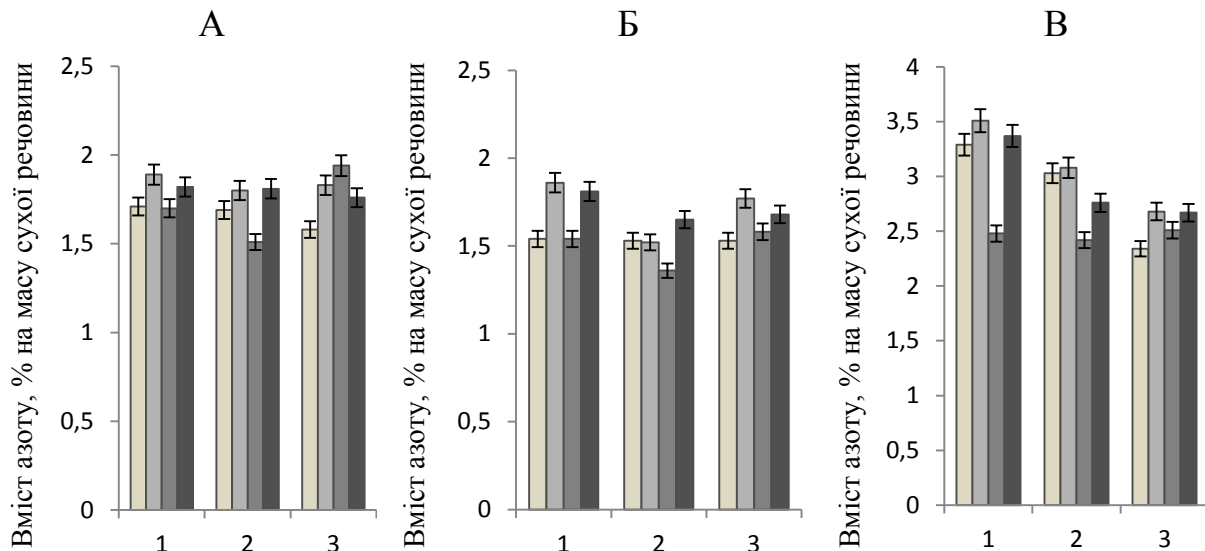 А
Вміст азоту, % на масу сухої речовини
2,5
2
1,5
1
0,5
0
1 2 3
Б
Вміст азоту, % на масу сухої речовини
2,5
2
1,5
1
0,5
0
1 2 3
В
Вміст азоту, % на масу сухої речовини
4
3,5
3
2,5
2
1,5
1
0,5
0
1 2 3